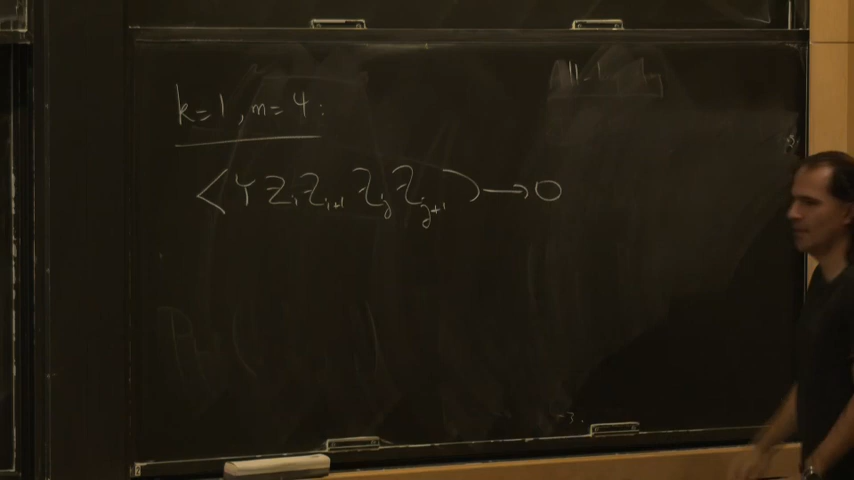 k=1, m=4:
⟨Y Z_i Z_{i+1} Z_j Z_{j+1}⟩ → 0